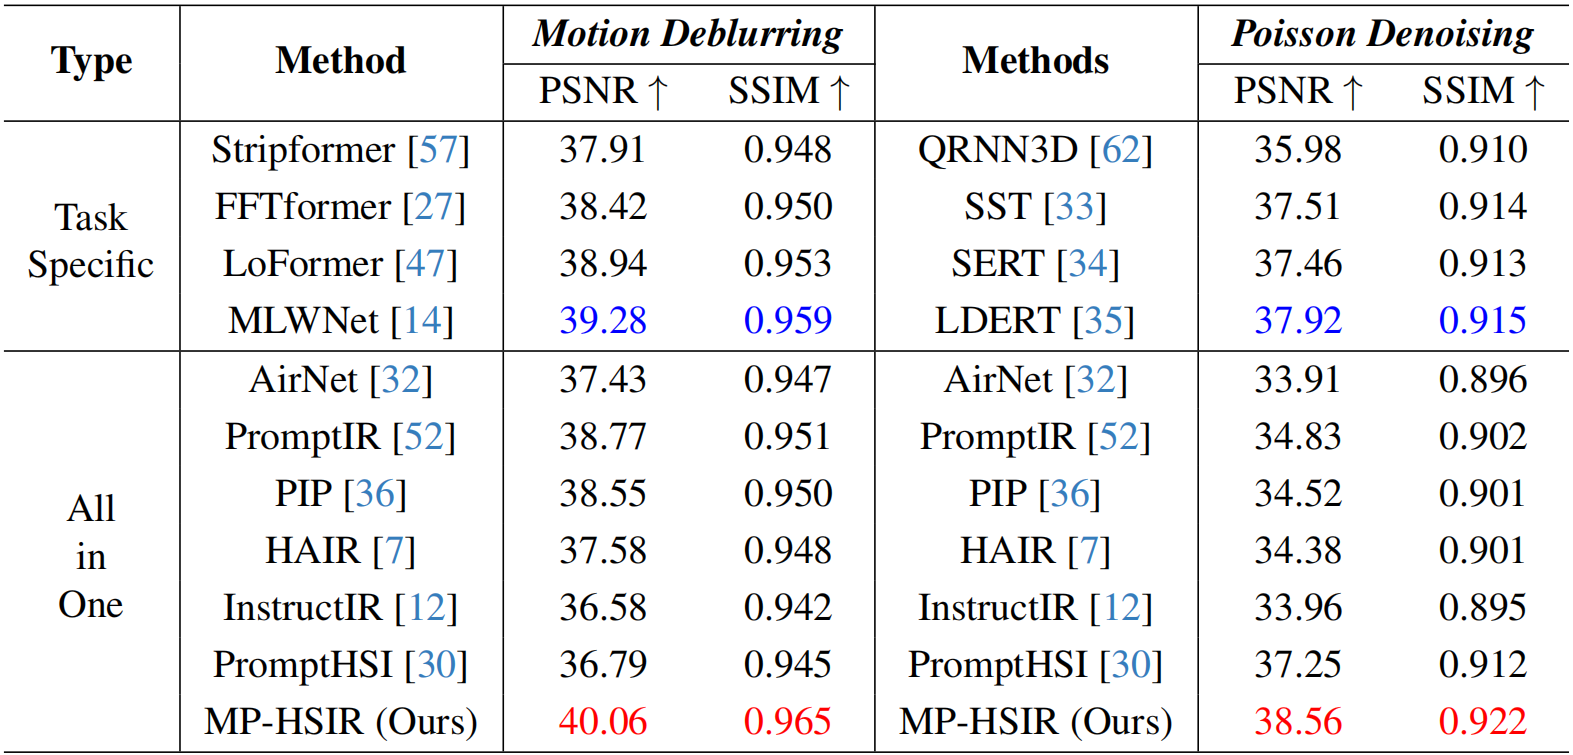 Type Method Motion Deblurring Methods Poisson Denoising
PSNR ↑ SSIM ↑ PSNR ↑ SSIM ↑
Task Specific
Stripformer [57] 37.91 0.948 QRNN3D [62] 35.98 0.910
FFTformer [27] 38.42 0.950 SST [33] 37.51 0.914
LoFormer [47] 38.94 0.953 SERT [34] 37.46 0.913
MLWNet [14] 39.28 0.959 LDERT [35] 37.92 0.915
All in One
AirNet [32] 37.43 0.947 AirNet [32] 33.91 0.896
PromptIR [52] 38.77 0.951 PromptIR [52] 34.83 0.902
PIP [36] 38.55 0.950 PIP [36] 34.52 0.901
HAIR [7] 37.58 0.948 HAIR [7] 34.38 0.901
InstructIR [12] 36.58 0.942 InstructIR [12] 33.96 0.895
PromptHSI [30] 36.79 0.945 PromptHSI [30] 37.25 0.912
MP-HSIR (Ours) 40.06 0.965 MP-HSIR (Ours) 38.56 0.922